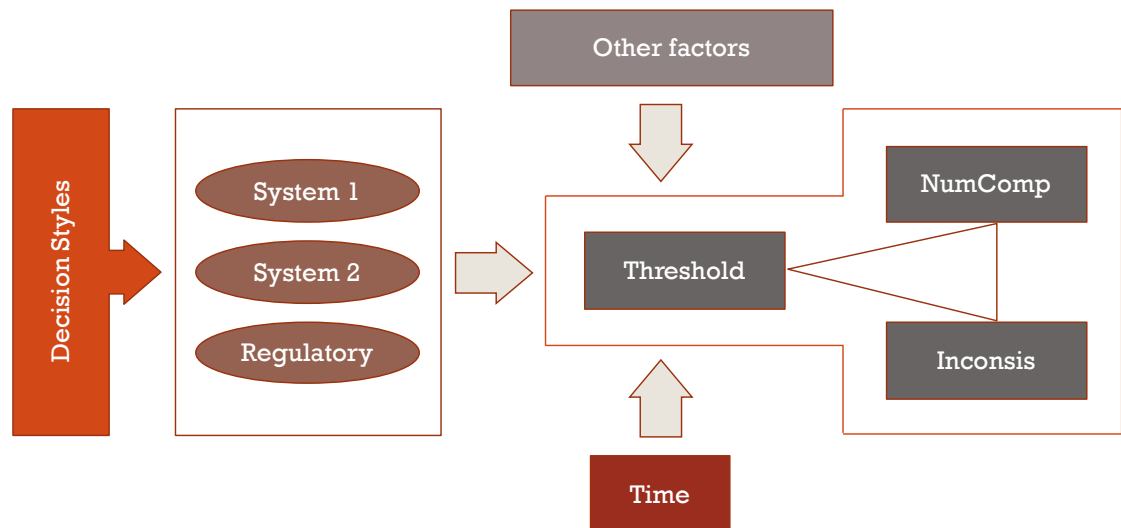 Decision Styles
System 1
System 2
Regulatory
Other factors
Threshold
Time
NumComp
Inconsis